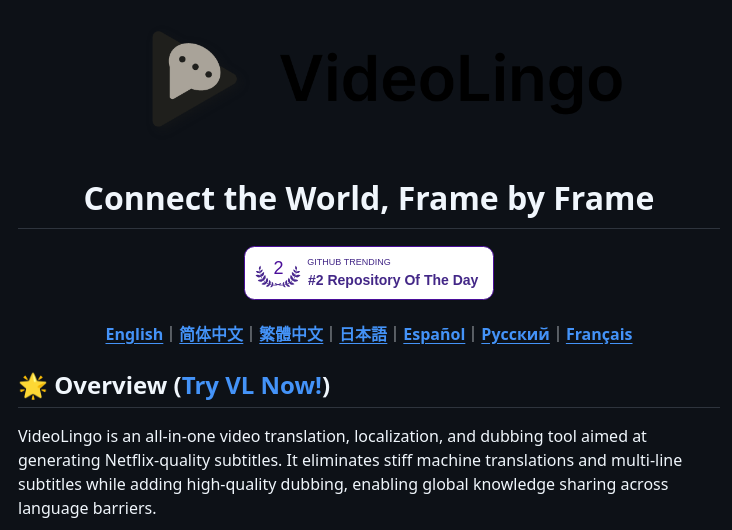 VideoLingo
Connect the World, Frame by Frame
2
GITHUB TRENDING
#2 Repository Of The Day
English | 简体中文 | 繁體中文 | 日本語 | Español | Русский | Français
🌟 Overview (Try VL Now!)
VideoLingo is an all-in-one video translation, localization, and dubbing tool aimed at
generating Netflix-quality subtitles. It eliminates stiff machine translations and multi-line
subtitles while adding high-quality dubbing, enabling global knowledge sharing across
language barriers.